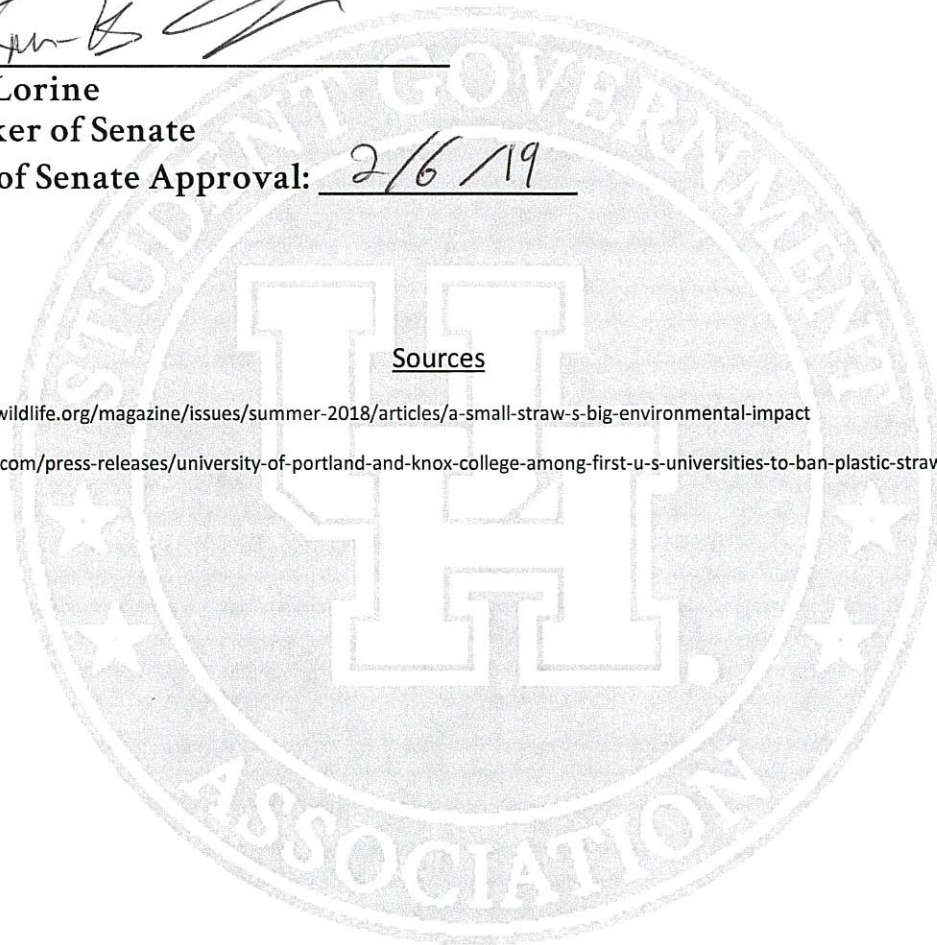 Lorine
ker of Senate
of Senate Approval: 2/6/19
STUDENT GOVERNMENT
UH
Sources
wildlife.org/magazine/issues/summer-2018/articles/a-small-straw-s-big-environmental-impact
com/press-releases/university-of-portland-and-knox-college-among-first-u-s-universities-to-ban-plastic-straw
ASSOCIATION